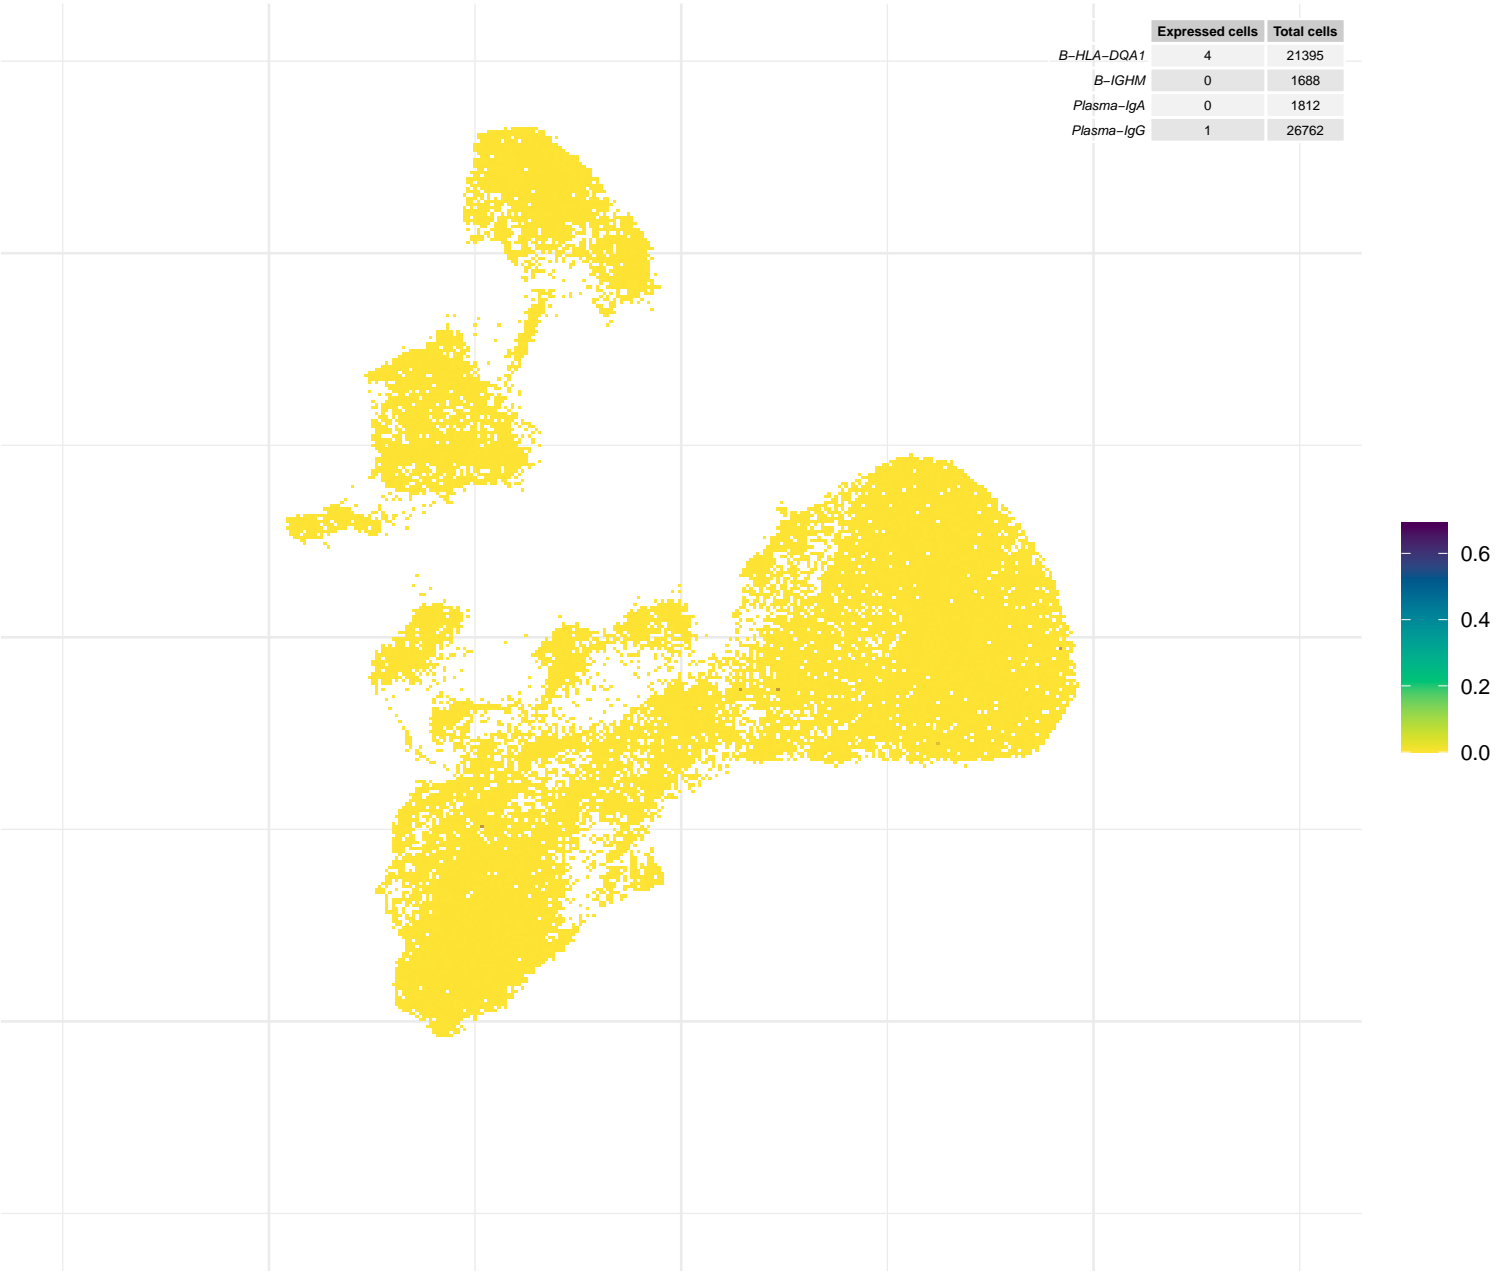 Expressed cells Total cells
B−HLA−DQA1 4 21395
B−IGHM 0 1688
Plasma−IgA 0 1812
Plasma−IgG 1 26762
0.6
0.4
0.2
0.0